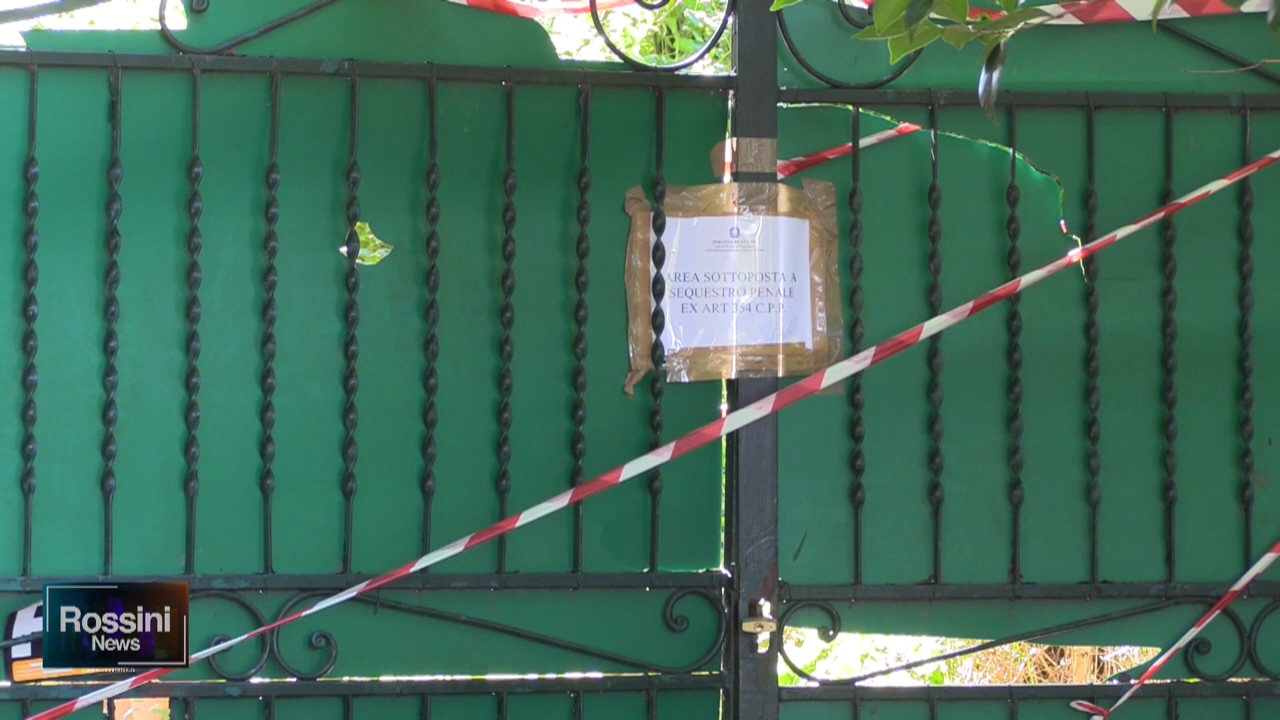 AREA SOTTOPOSTA A
SEQUESTRO PENALE
EX ART 354 C.P.P.
Rossini
News